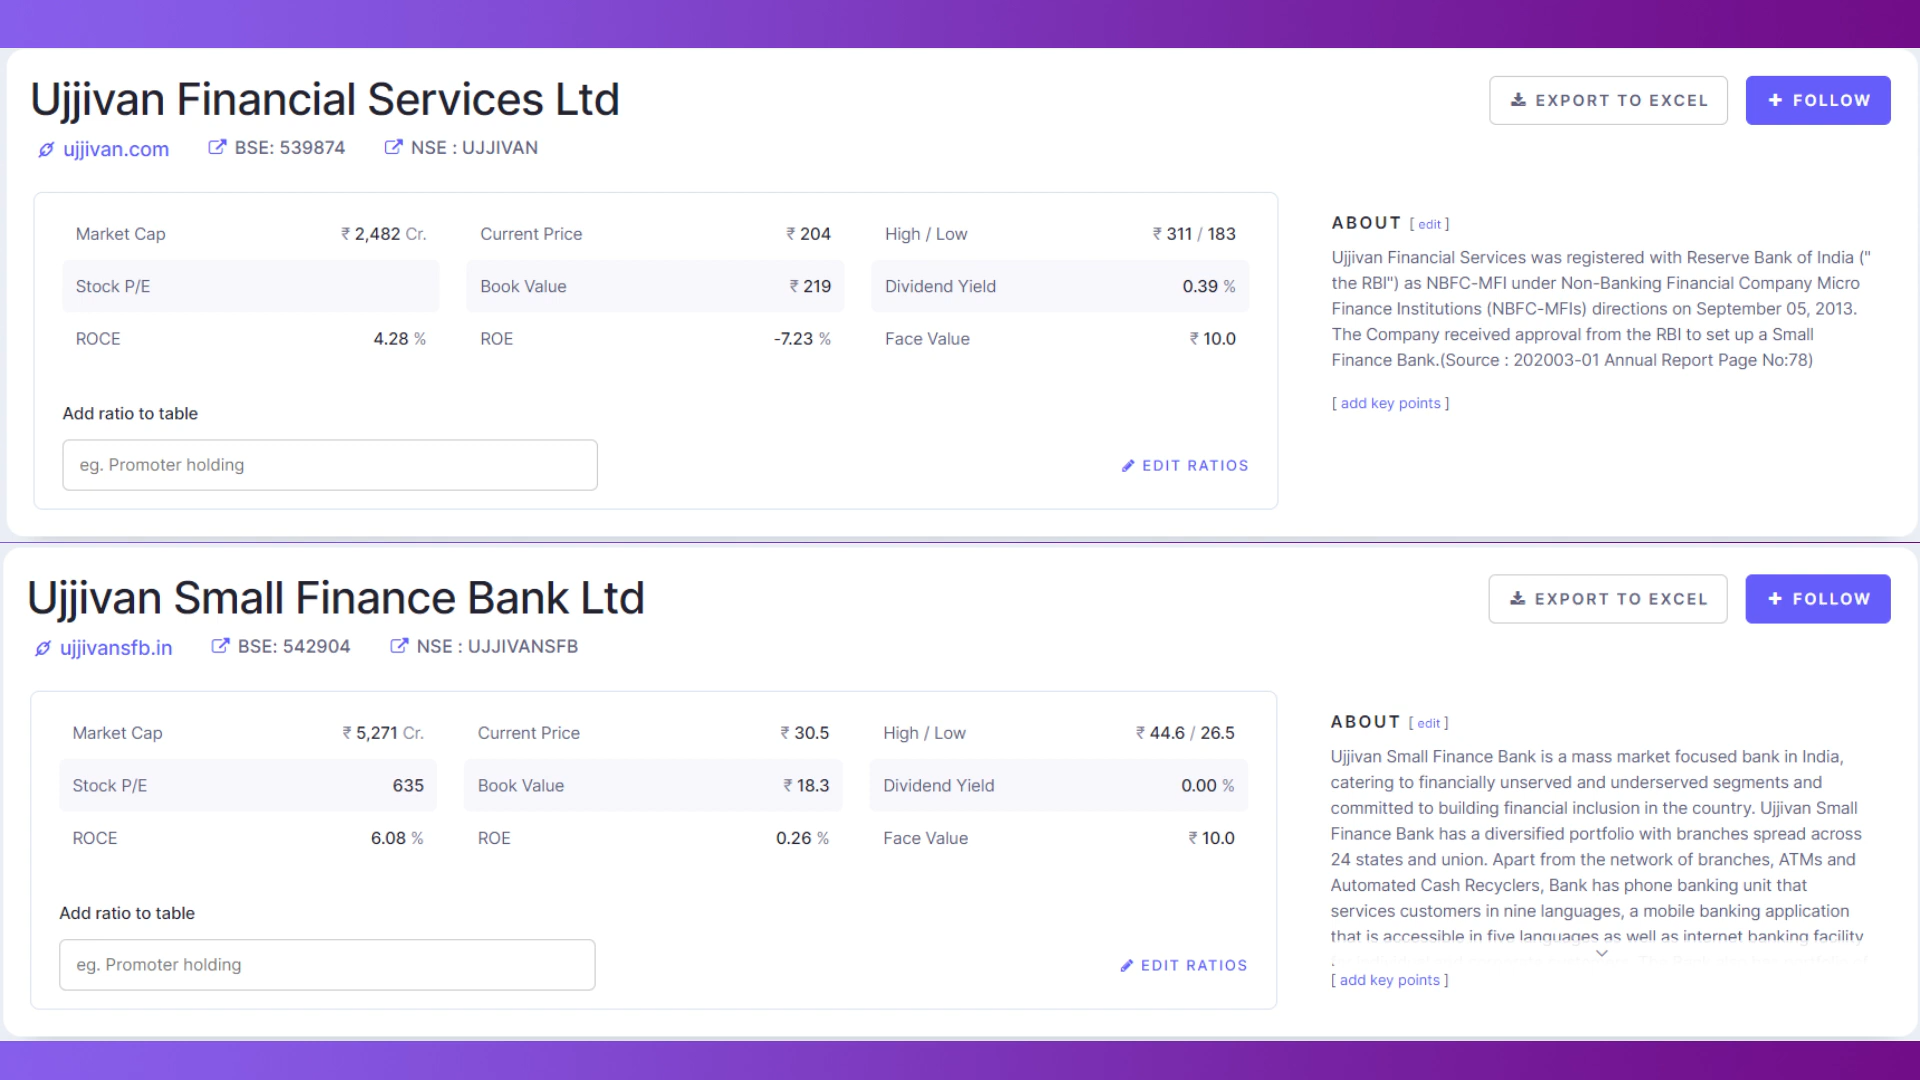 Ujjivan Financial Services Ltd
EXPORT TO EXCEL
+ FOLLOW
ujjivan.com
BSE: 539874
NSE : UJJIVAN
Market Cap ₹ 2,482 Cr.
Current Price ₹ 204
High / Low ₹ 311 / 183
Stock P/E
Book Value ₹ 219
Dividend Yield 0.39 %
ROCE 4.28 %
ROE -7.23 %
Face Value ₹ 10.0
Add ratio to table
eg. Promoter holding
EDIT RATIOS
ABOUT [ edit ]
Ujjivan Financial Services was registered with Reserve Bank of India ("
the RBI") as NBFC-MFI under Non-Banking Financial Company Micro
Finance Institutions (NBFC-MFIs) directions on September 05, 2013.
The Company received approval from the RBI to set up a Small
Finance Bank.(Source : 202003-01 Annual Report Page No:78)
[ add key points ]
Ujjivan Small Finance Bank Ltd
EXPORT TO EXCEL
+ FOLLOW
ujjivansfb.in
BSE: 542904
NSE : UJJIVANSFB
Market Cap ₹ 5,271 Cr.
Current Price ₹ 30.5
High / Low ₹ 44.6 / 26.5
Stock P/E 635
Book Value ₹ 18.3
Dividend Yield 0.00 %
ROCE 6.08 %
ROE 0.26 %
Face Value ₹ 10.0
Add ratio to table
eg. Promoter holding
EDIT RATIOS
ABOUT [ edit ]
Ujjivan Small Finance Bank is a mass market focused bank in India,
catering to financially unserved and underserved segments and
committed to building financial inclusion in the country. Ujjivan Small
Finance Bank has a diversified portfolio with branches spread across
24 states and union. Apart from the network of branches, ATMs and
Automated Cash Recyclers, Bank has phone banking unit that
services customers in nine languages, a mobile banking application
that is accessible in five languages as well as internet banking facility
[ add key points ]